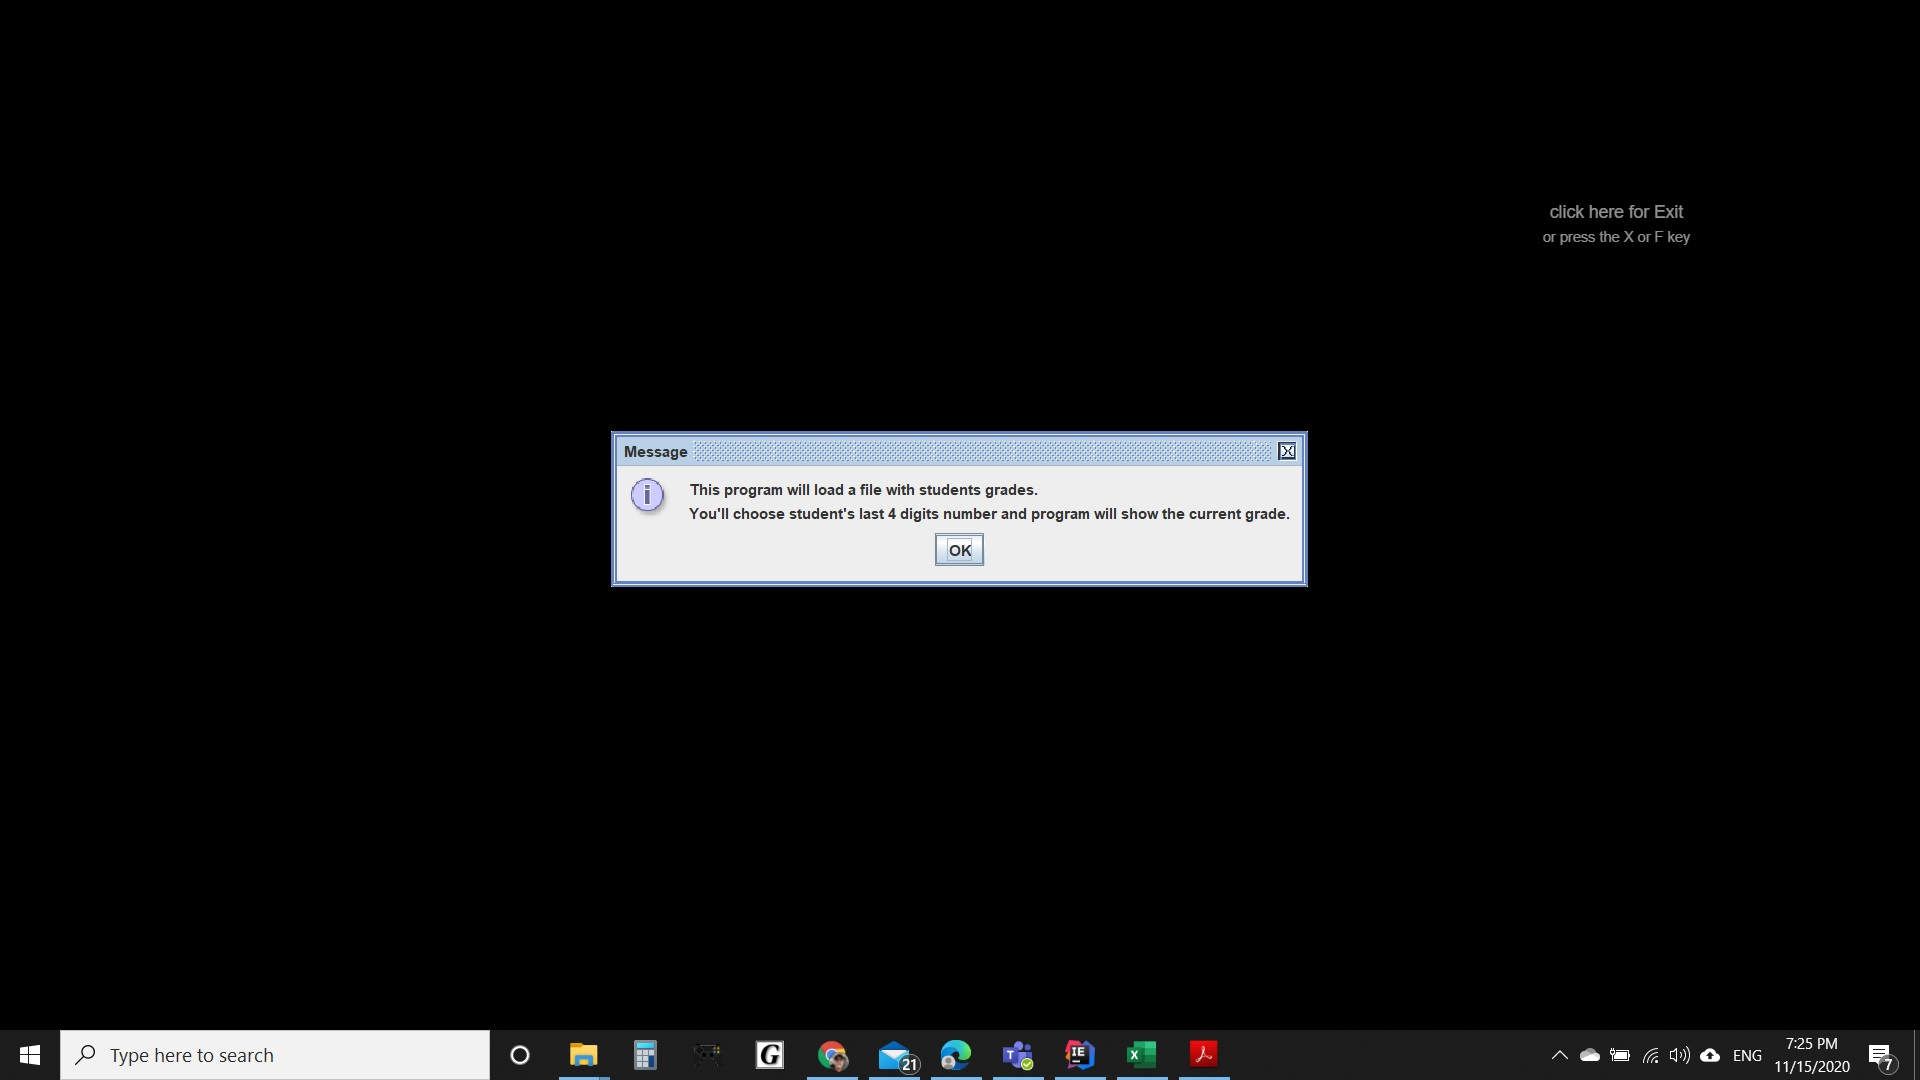 click here for Exit
or press the X or F key
Message
X
i
This program will load a file with students grades.
You'll choose student's last 4 digits number and program will show the current grade.
OK
Type here to search
G
21
T
IE
X
ENG
7:25 PM
11/15/2020
7